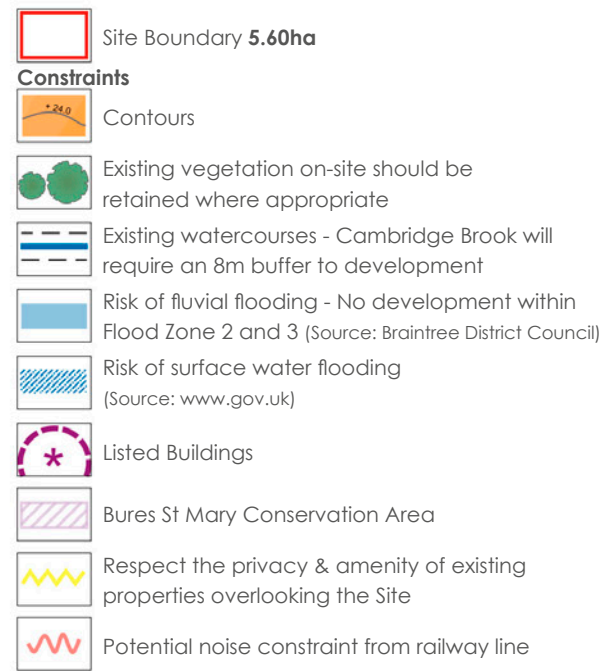 Site Boundary 5.60ha
Constraints
+ 24.0
Contours
Existing vegetation on-site should be
retained where appropriate
Existing watercourses - Cambridge Brook will
require an 8m buffer to development
Risk of fluvial flooding - No development within
Flood Zone 2 and 3 (Source: Braintree District Council)
Risk of surface water flooding
(Source: www.gov.uk)
Listed Buildings
Bures St Mary Conservation Area
Respect the privacy & amenity of existing
properties overlooking the Site
Potential noise constraint from railway line